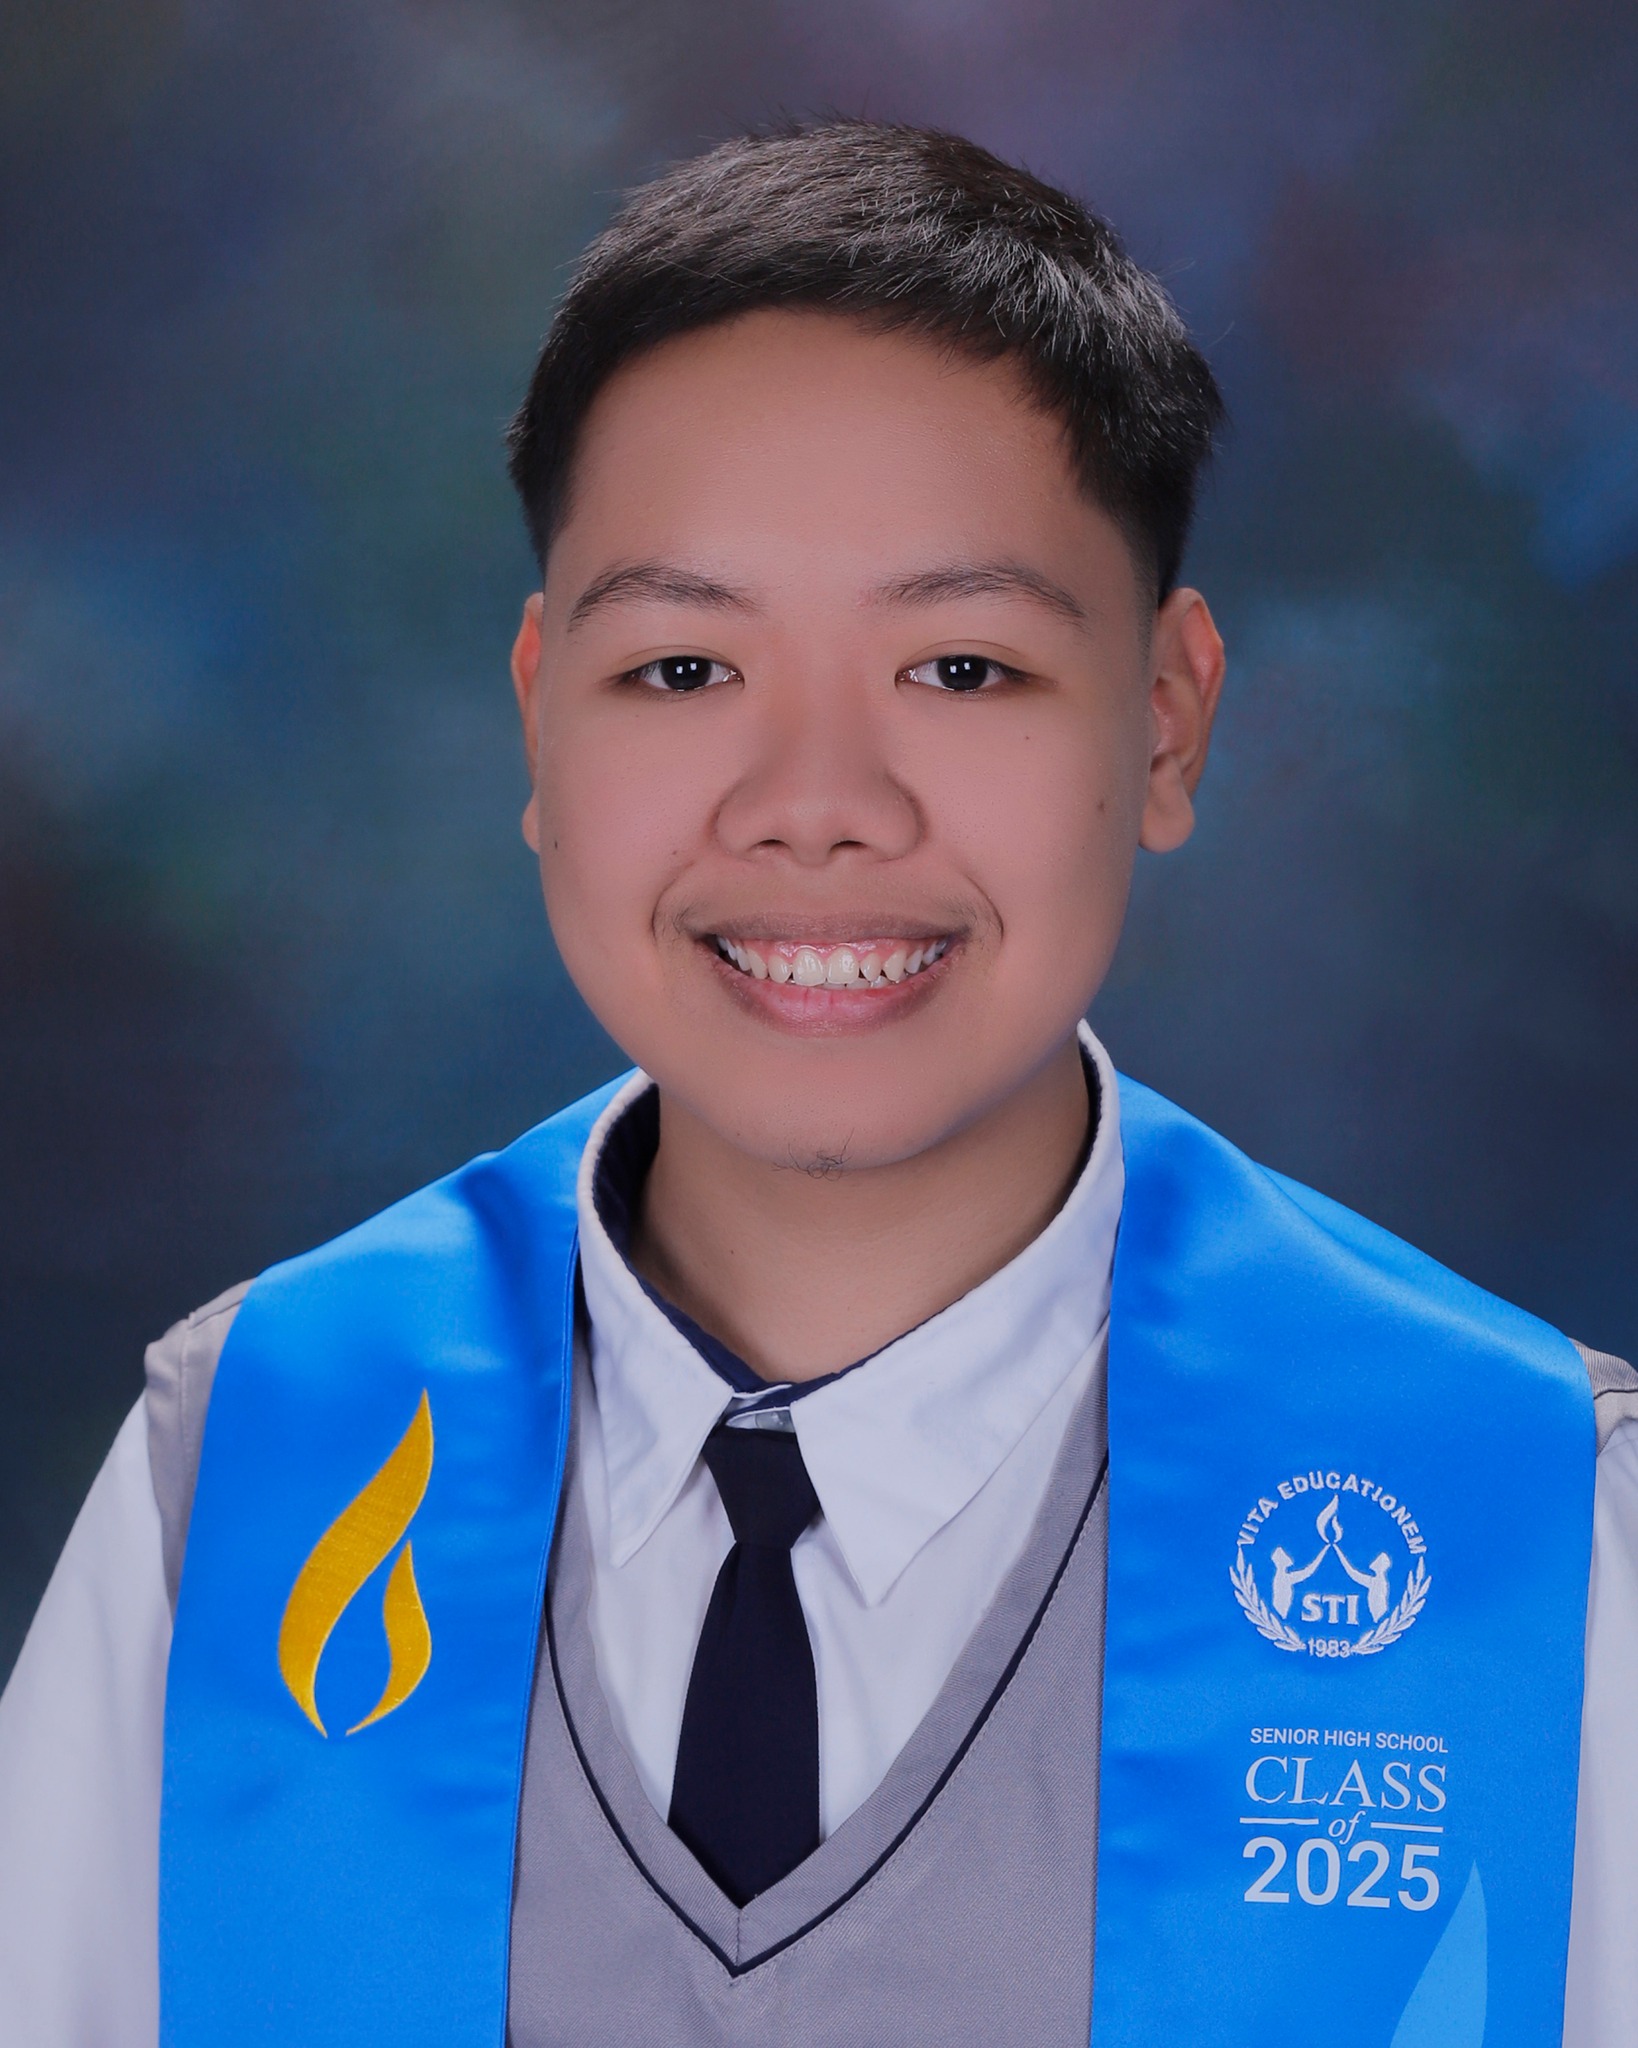 VITA EDUCATIONEM
STI
1983
SENIOR HIGH SCHOOL
CLASS
of
2025